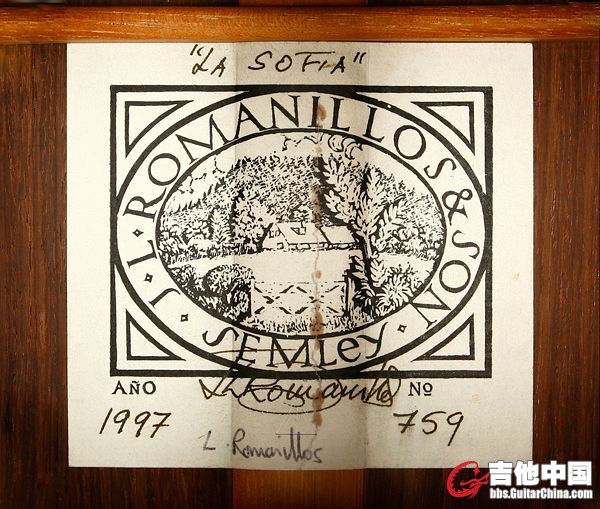 "LA SOFIA"
J·L·ROMANILLOS & SON
·SEMLEY·
AÑO
Nº
1997
759
L. Romanillos
吉他中国
bbs.GuitarChina.com